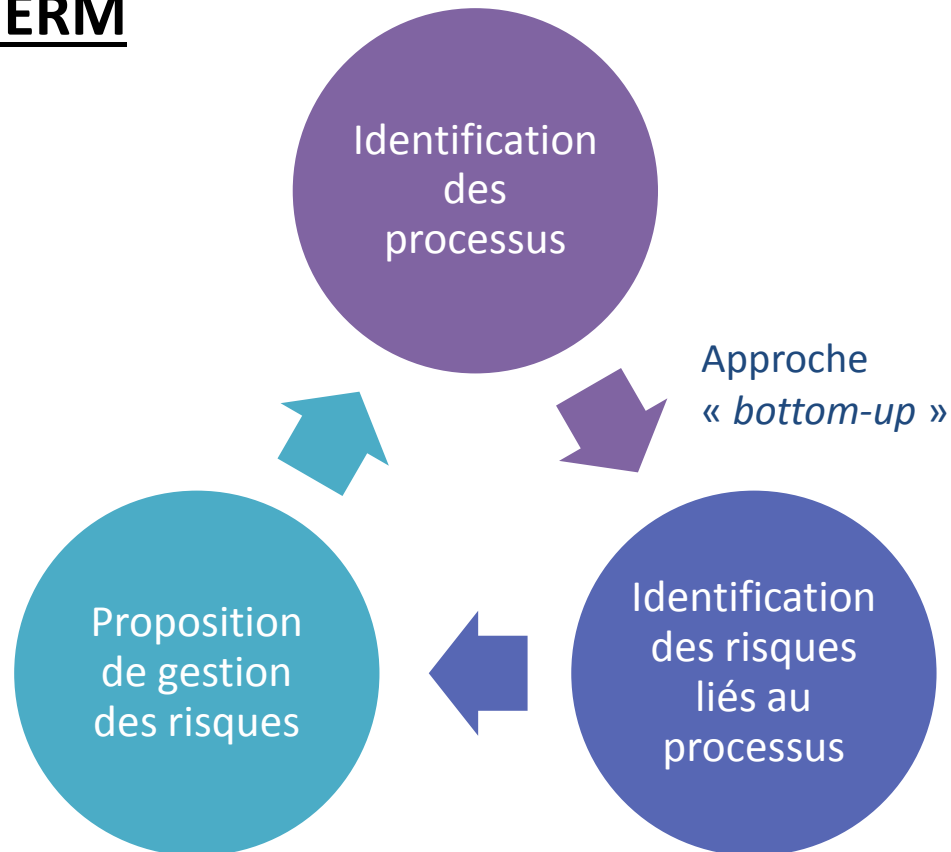 ERM
Identification
des
processus
Approche
« bottom-up »
Identification
des risques
liés au
processus
Proposition
de gestion
des risques